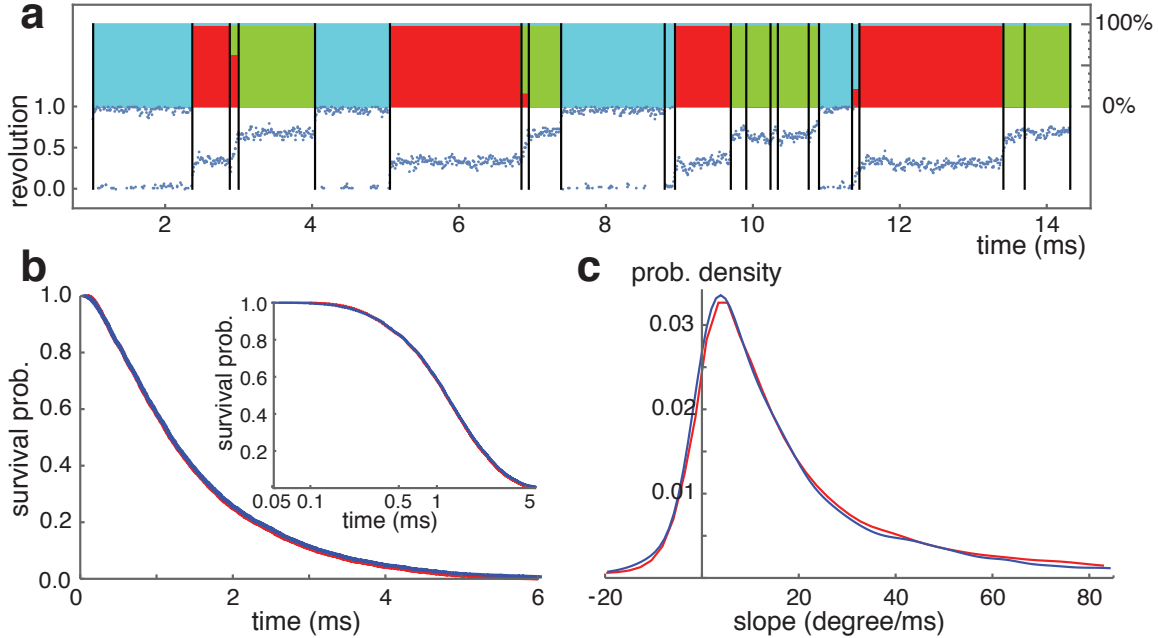 a
100%
0%
revolution
1.0
0.5
0.0
2 4 6 8 10 12 14
time (ms)
b
survival prob.
1.0
0.8
0.6
0.4
0.2
0.0
0 2 4 6
time (ms)
survival prob.
1.0
0.8
0.6
0.4
0.2
0.05 0.1 0.5 1 5
time (ms)
c
prob. density
0.03
0.02
0.01
-20 20 40 60 80
slope (degree/ms)